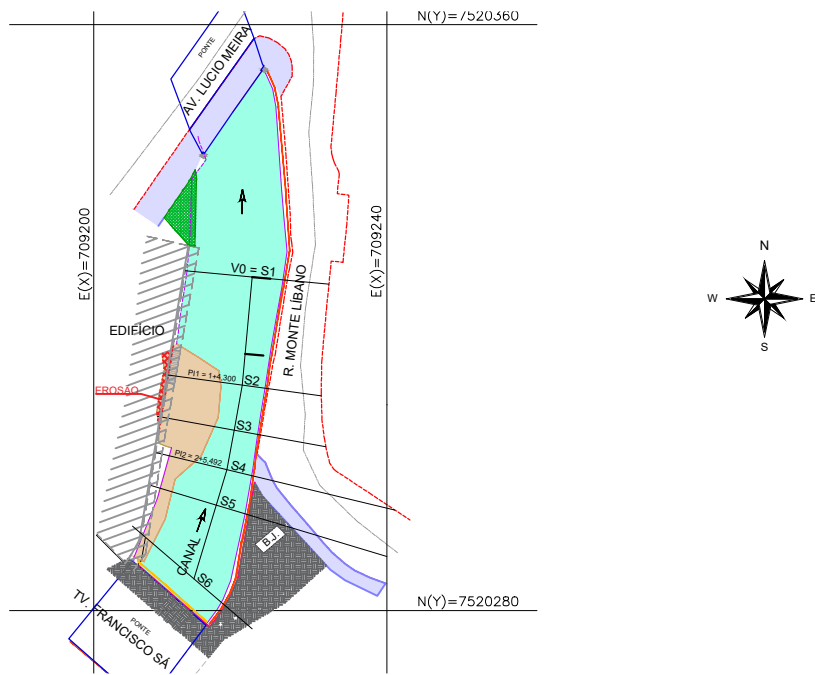 N(Y)=7520360
PONTE
AV. LUCIO MEIRA
E(X)=709200
E(X)=709240
N
W
E
S
V0 = S1
R. MONTE LÍBANO
EDIFÍCIO
PI1 = 1+4,300
S2
EROSÃO
S3
PI2 = 2+5,492
S4
S5
B.J.
CANAL
S6
N(Y)=7520280
TV. FRANCISCO SÁ
PONTE